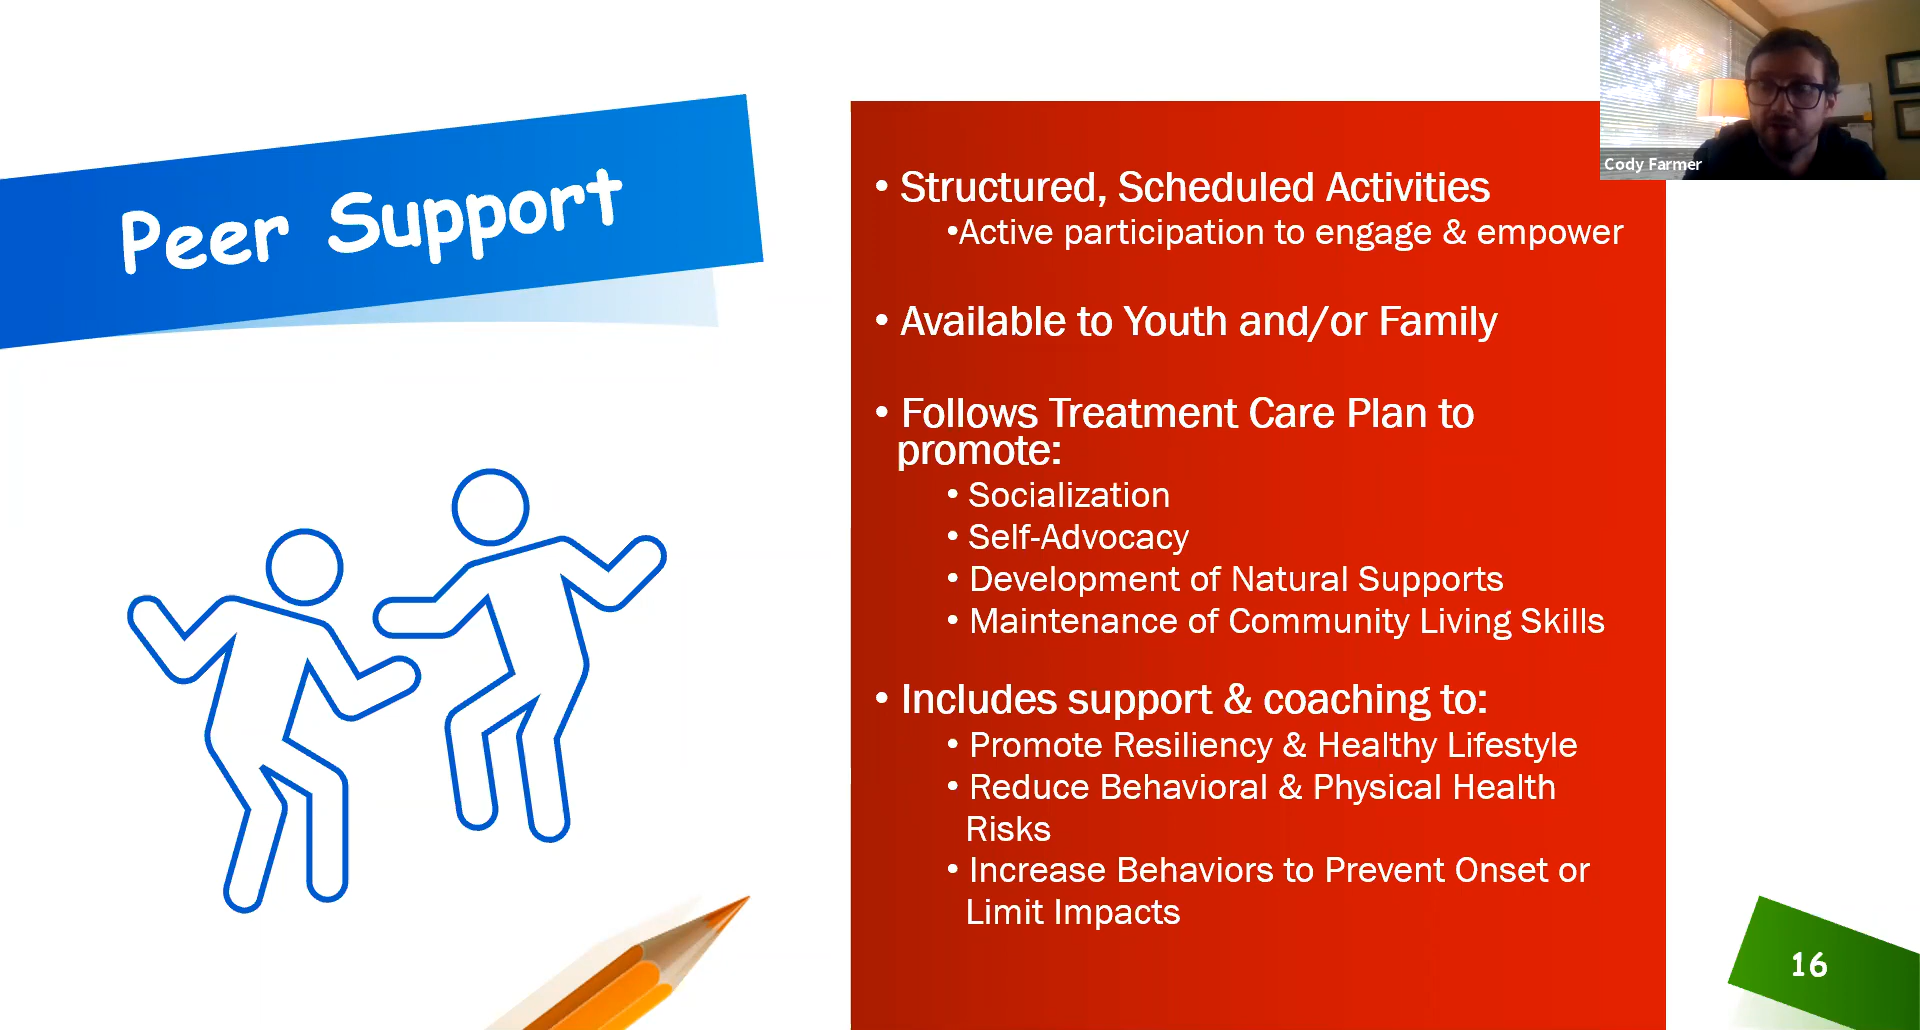 Peer Support
Cody Farmer
• Structured, Scheduled Activities
•Active participation to engage & empower
• Available to Youth and/or Family
• Follows Treatment Care Plan to
promote:
• Socialization
• Self-Advocacy
• Development of Natural Supports
• Maintenance of Community Living Skills
• Includes support & coaching to:
• Promote Resiliency & Healthy Lifestyle
• Reduce Behavioral & Physical Health
Risks
• Increase Behaviors to Prevent Onset or
Limit Impacts
16